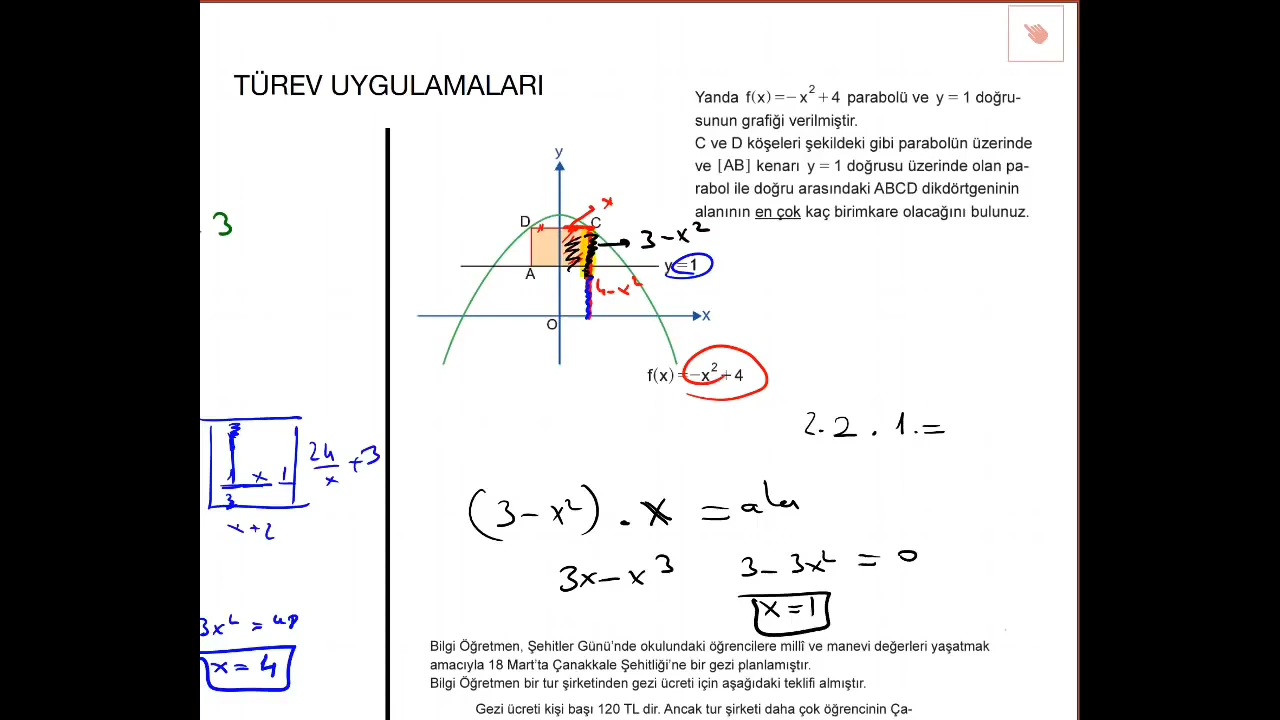 TÜREV UYGULAMALARI
3
24/x + 3
x 1
3
x+2
3x² = 48
x = 4
Yanda f(x) = −x² + 4 parabolü ve y = 1 doğru-
sunun grafiği verilmiştir.
C ve D köşeleri şekildeki gibi parabolün üzerinde
ve [AB] kenarı y = 1 doğrusu üzerinde olan pa-
rabol ile doğru arasındaki ABCD dikdörtgeninin
alanının en çok kaç birimkare olacağını bulunuz.
y
x
D x C
3 − x²
y = 1
A
4 − x²
O
x
f(x) = −x² + 4
2. 2 . 1. =
(3 − x²) . x = alan
3x − x³ 3 − 3x² = 0
x = 1
Bilgi Öğretmen, Şehitler Günü’nde okulundaki öğrencilere millî ve manevi değerleri yaşatmak
amacıyla 18 Mart’ta Çanakkale Şehitliği’ne bir gezi planlamıştır.
Bilgi Öğretmen bir tur şirketinden gezi ücreti için aşağıdaki teklifi almıştır.
Gezi ücreti kişi başı 120 TL dir. Ancak tur şirketi daha çok öğrencinin Ça-